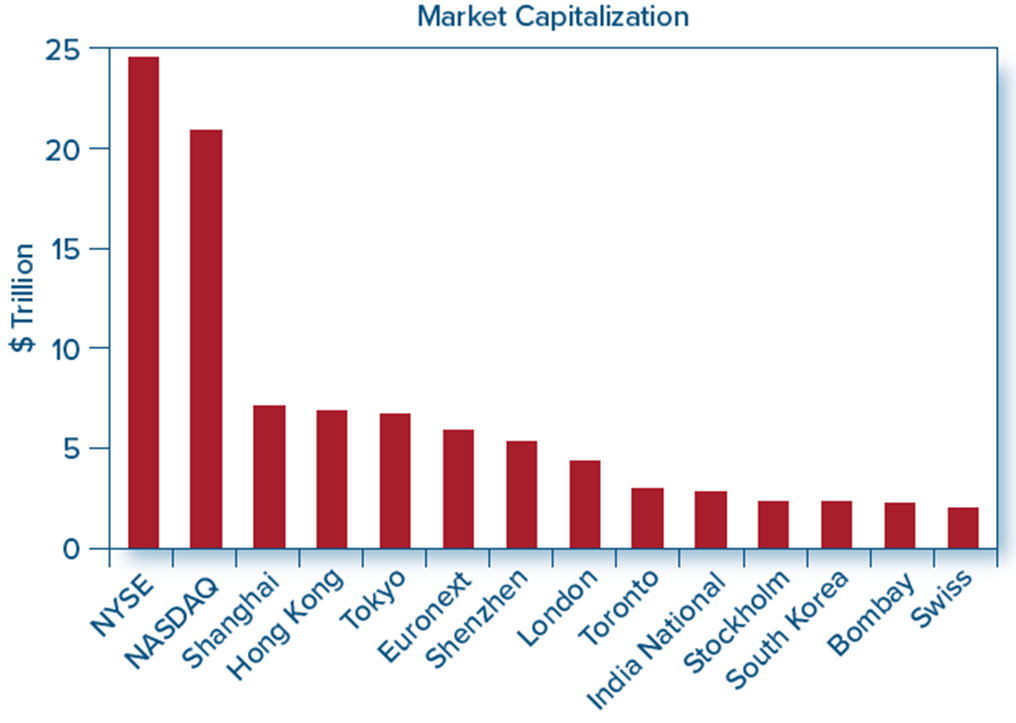 Market Capitalization
$ Trillion
25
20
15
10
5
0
NYSE
NASDAQ
Shanghai
Hong Kong
Tokyo
Euronext
Shenzhen
London
Toronto
India National
Stockholm
South Korea
Bombay
Swiss